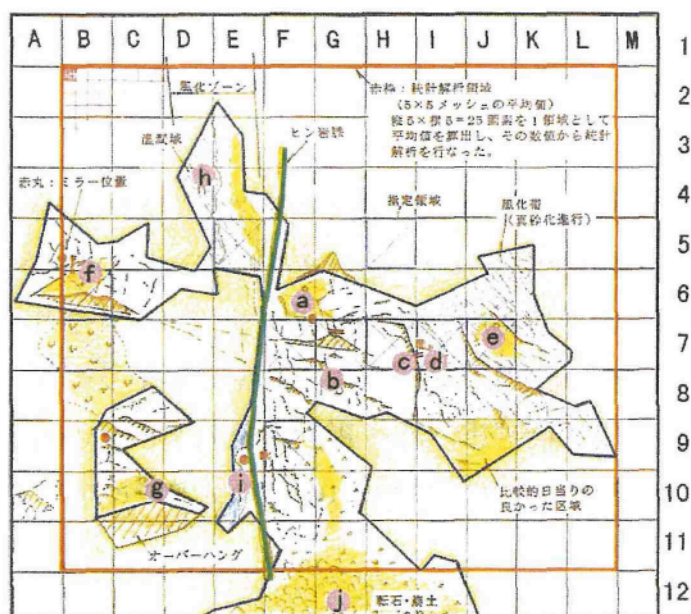 A B C D E F G H I J K L M
1
2
3
4
5
6
7
8
9
10
11
12
風化ゾーン
赤枠：統計解析領域
（5×5メッシュの平均値）
縦5×横5＝25画素を1領域として
平均値を算出し、その数値から統計
解析を行なった。
ヒン岩脈
湿潤域
h
赤丸：ミラー位置
推定領域
風化帯
（真砂化進行）
f
a
e
b
c
d
g
i
比較的日当りの
良かった区域
オーバーハング
j
転石・崩土